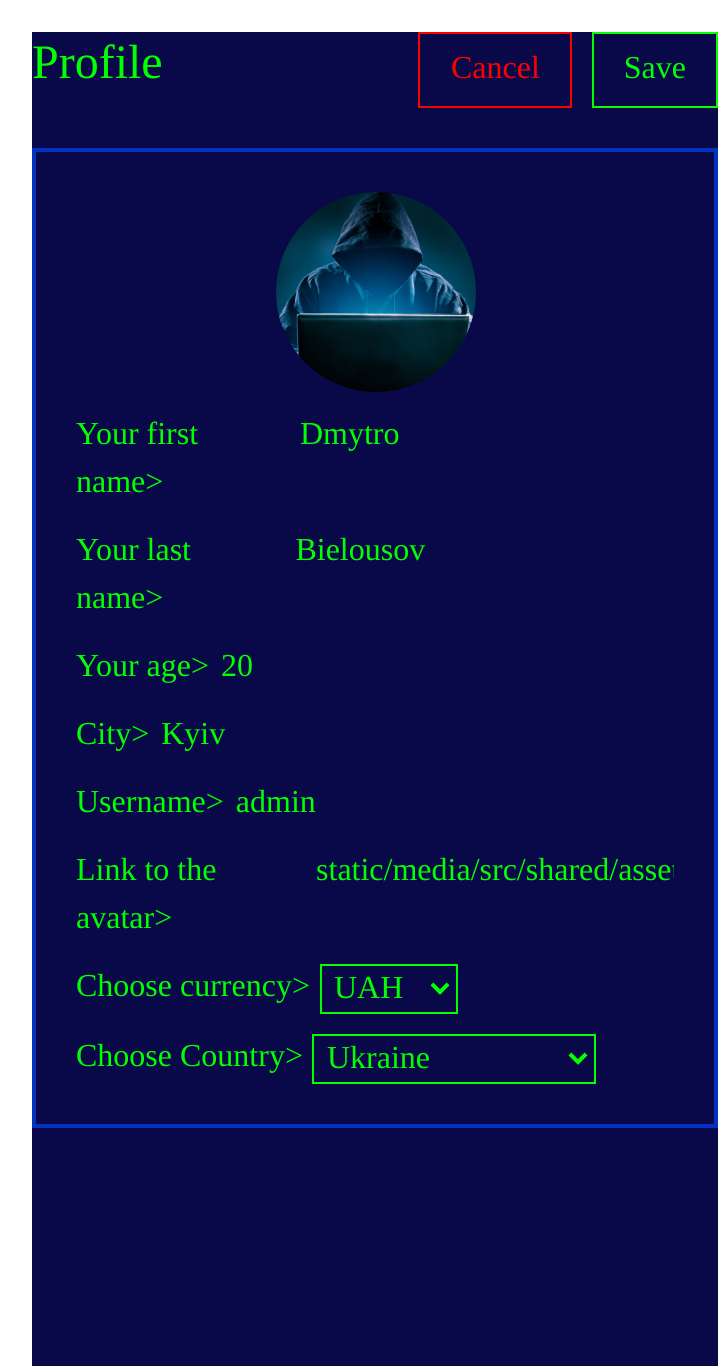 Profile
Cancel
Save
Your first
name>
Dmytro
Your last
name>
Bielousov
Your age> 20
City> Kyiv
Username> admin
Link to the
avatar>
static/media/src/shared/asse
Choose currency> UAH
Choose Country> Ukraine